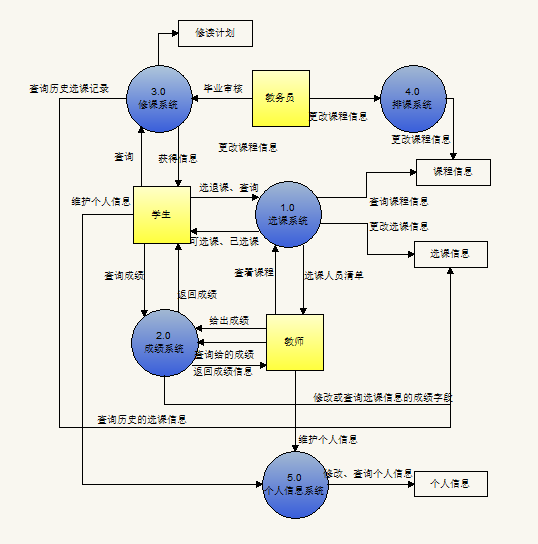 修读计划
查询历史选课记录
3.0
修课系统
毕业审核
教务员
更改课程信息
4.0
排课系统
更改课程信息
更改课程信息
查询
获得信息
课程信息
维护个人信息
学生
选退课、查询
1.0
选课系统
查询课程信息
更改选课信息
可选课、已选课
选课信息
查询成绩
返回成绩
查看课程
选课人员清单
2.0
成绩系统
给出成绩
教师
查询给的成绩
返回成绩信息
修改或查询选课信息的成绩字段
查询历史的选课信息
维护个人信息
5.0
个人信息系统
修改、查询个人信息
个人信息